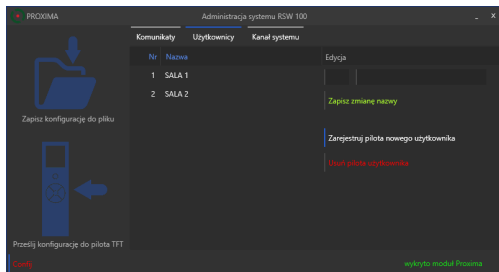 PROXIMA
Administracja systemu RSW 100
Komunikaty Użytkownicy Kanał systemu
Nr Nazwa
Edycja
1 SALA 1
2 SALA 2
Zapisz zmianę nazwy
Zapisz konfigurację do pliku
Zarejestruj pilota nowego użytkownika
Usuń pilota użytkownika
Prześlij konfigurację do pilota TFT
wykryto moduł Proxima